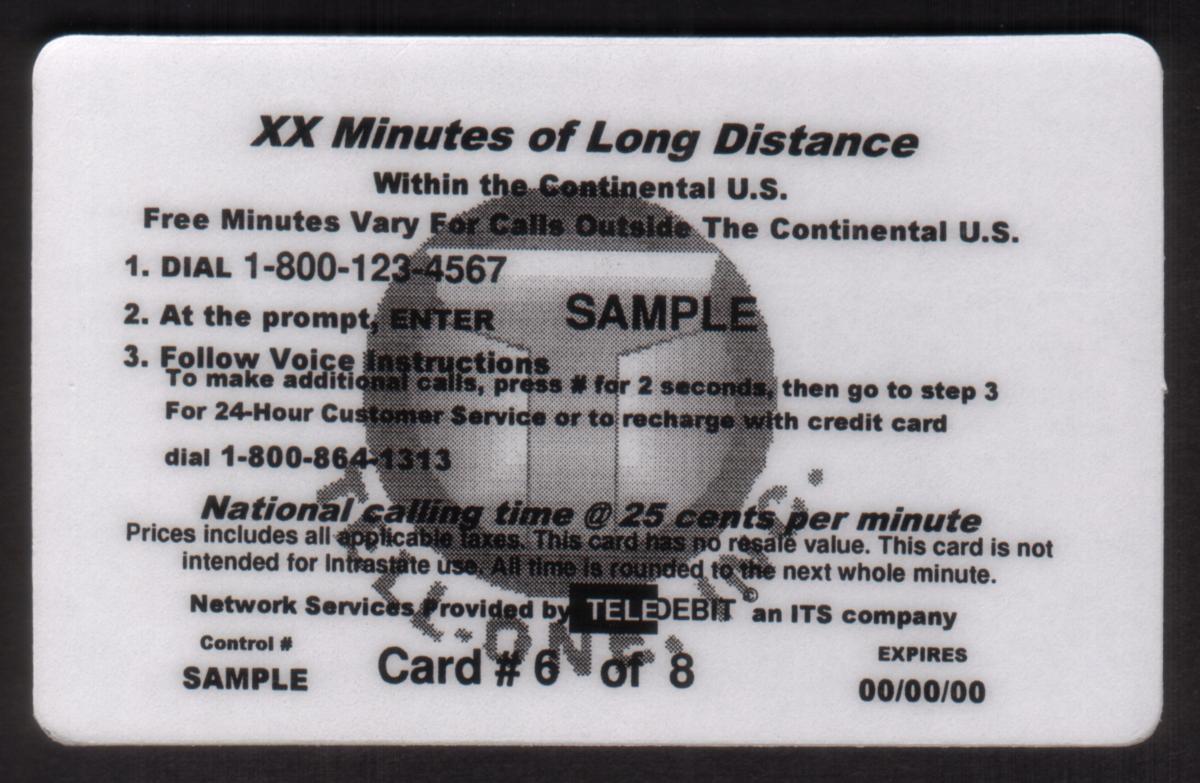 XX Minutes of Long Distance
Within the Continental U.S.
Free Minutes Vary For Calls Outside The Continental U.S.
1. DIAL 1-800-123-4567
2. At the prompt, ENTER SAMPLE
3. Follow Voice Instructions
To make additional calls, press # for 2 seconds, then go to step 3
For 24-Hour Customer Service or to recharge with credit card
dial 1-800-864-1313
National calling time @ 25 cents per minute
Prices includes all applicable taxes. This card has no resale value. This card is not
intended for Intrastate use. All time is rounded to the next whole minute.
Network Services Provided by TELEDEBIT® an ITS company
Control #
SAMPLE
Card # 6 of 8
EXPIRES
00/00/00